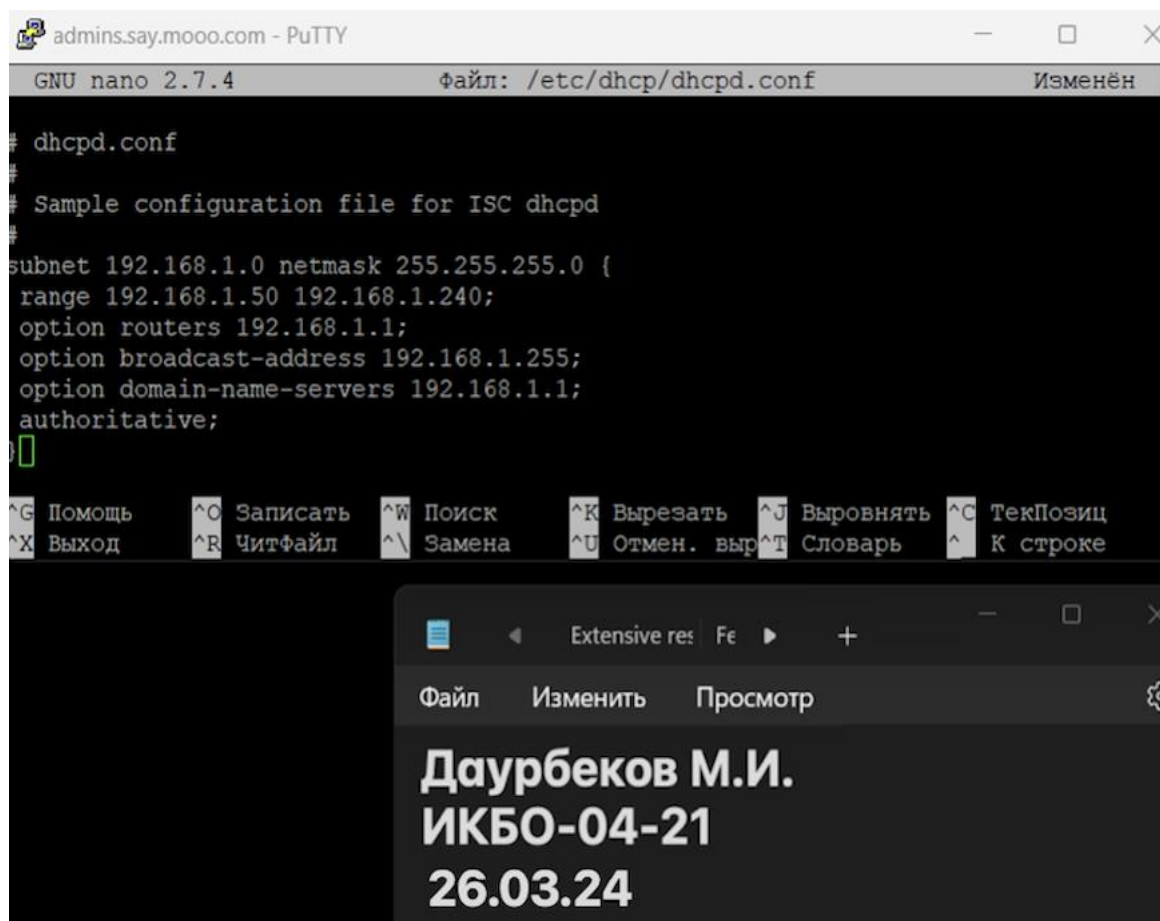 admins.say.mooo.com - PuTTY
GNU nano 2.7.4 Файл: /etc/dhcp/dhcpd.conf Изменён
# dhcpd.conf
#
# Sample configuration file for ISC dhcpd
#
subnet 192.168.1.0 netmask 255.255.255.0 {
range 192.168.1.50 192.168.1.240;
option routers 192.168.1.1;
option broadcast-address 192.168.1.255;
option domain-name-servers 192.168.1.1;
authoritative;
}
^G Помощь ^O Записать ^W Поиск ^K Вырезать ^J Выровнять ^C ТекПозиц
^X Выход ^R ЧитФайл ^\ Замена ^U Отмен. выр ^T Словарь ^_ К строке
Extensive res Fe +
Файл Изменить Просмотр
Даурбеков М.И.
ИКБО-04-21
26.03.24